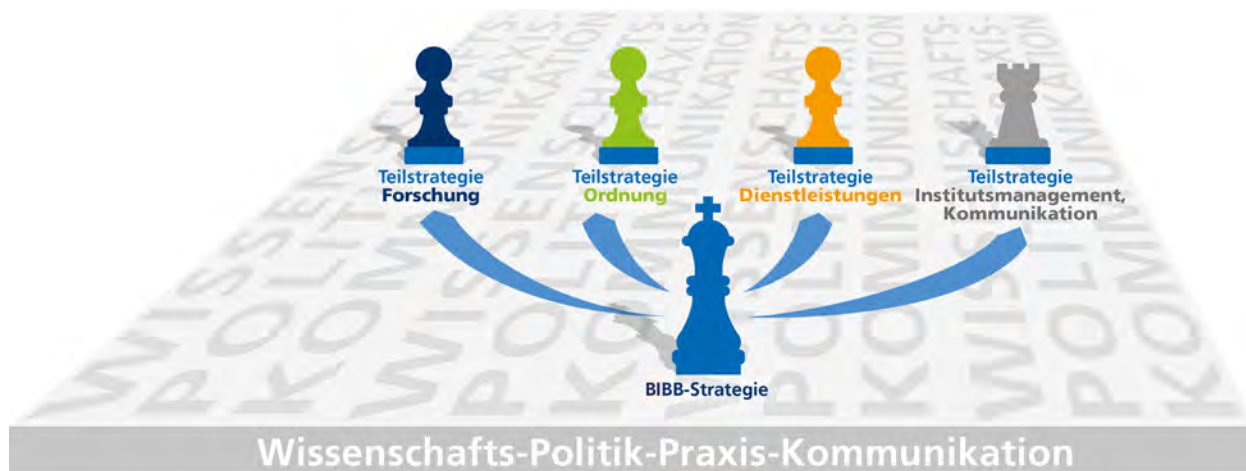 Teilstrategie
Forschung
Teilstrategie
Ordnung
Teilstrategie
Dienstleistungen
Teilstrategie
Institutsmanagement,
Kommunikation
BIBB-Strategie
Wissenschafts-Politik-Praxis-Kommunikation